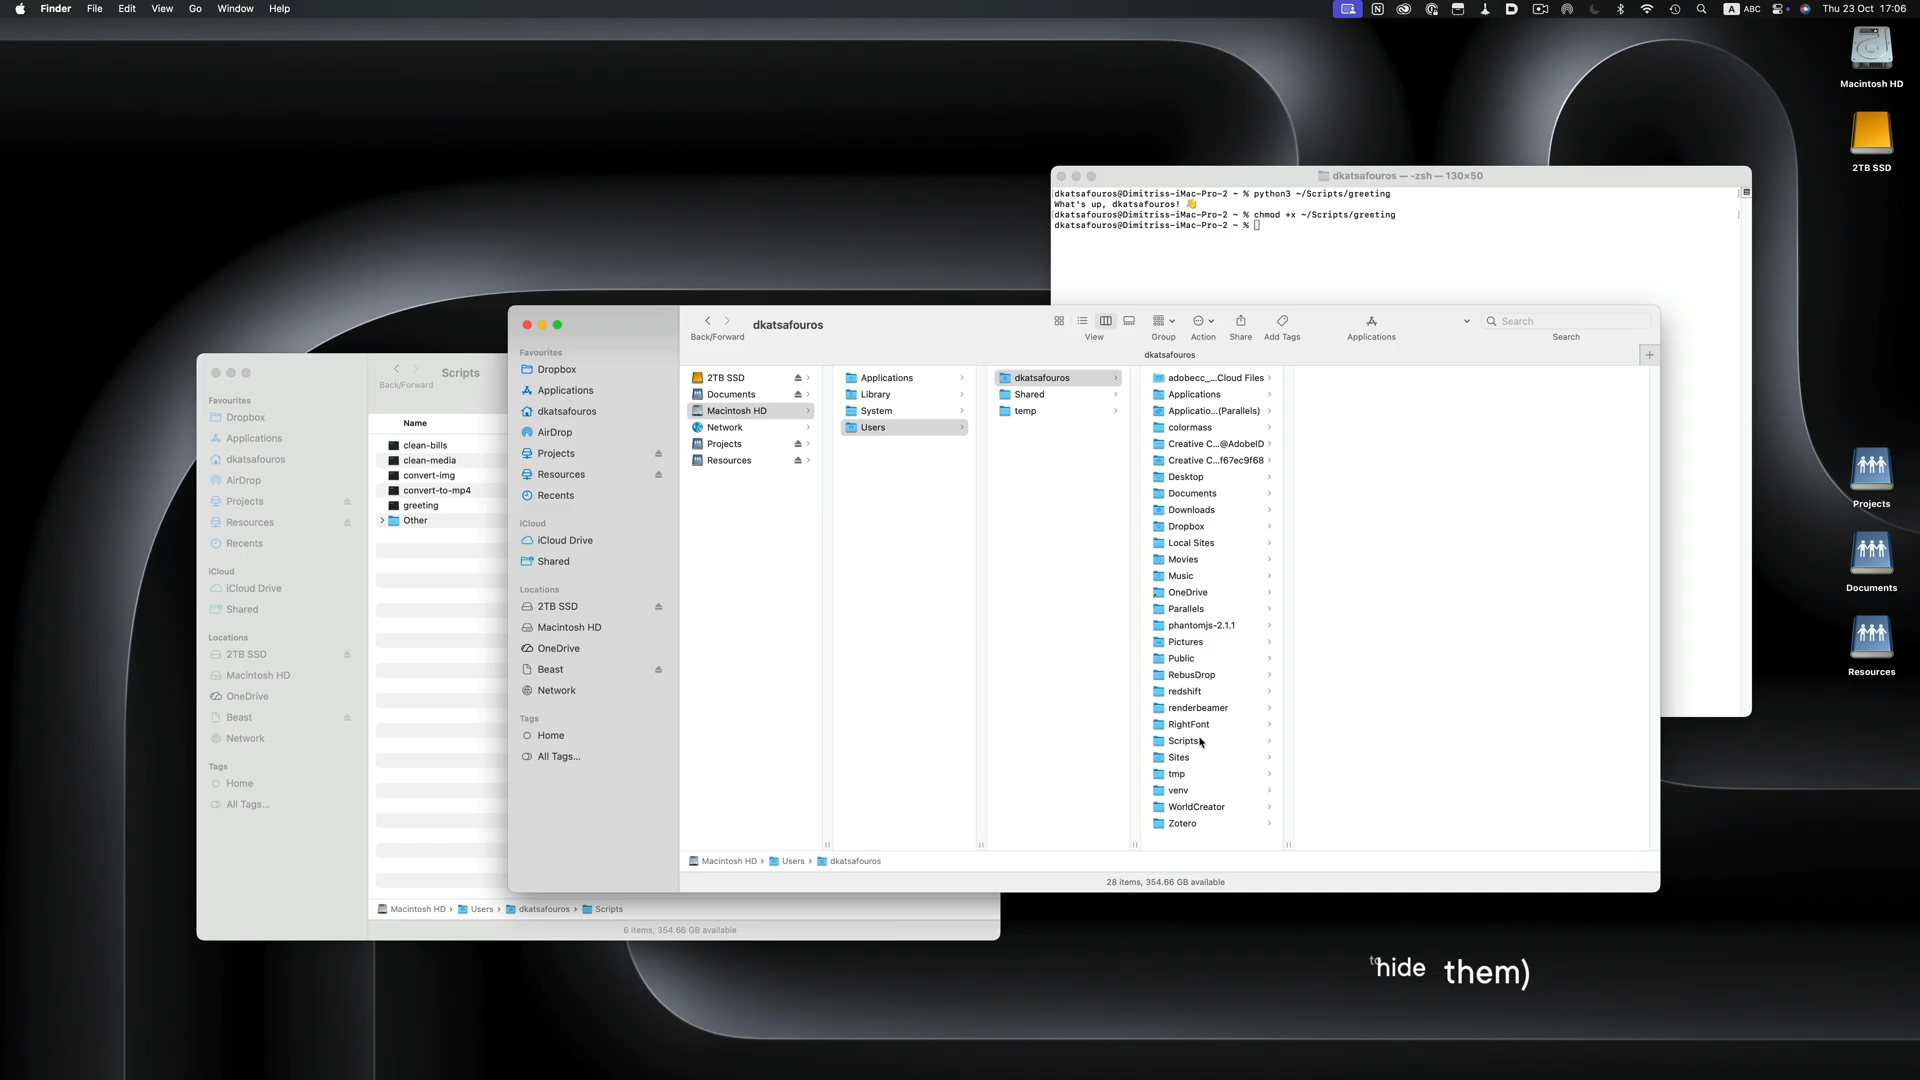 Finder File Edit View Go Window Help
A ABC Thu 23 Oct 17:06
Macintosh HD
2TB SSD
Projects
Documents
Resources
dkatsafouros — -zsh — 130×50
dkatsafouros@Dimitriss-iMac-Pro-2 ~ % python3 ~/Scripts/greeting
What's up, dkatsafouros! 👋
dkatsafouros@Dimitriss-iMac-Pro-2 ~ % chmod +x ~/Scripts/greeting
dkatsafouros@Dimitriss-iMac-Pro-2 ~ %
Favourites
Dropbox
Applications
dkatsafouros
AirDrop
Projects
Resources
Recents
iCloud
iCloud Drive
Shared
Locations
2TB SSD
Macintosh HD
OneDrive
Beast
Network
Tags
Home
All Tags...
Back/Forward
dkatsafouros
View
Group
Action
Share
Add Tags
Applications
Search
Search
dkatsafouros
2TB SSD
Documents
Macintosh HD
Network
Projects
Resources
Applications
Library
System
Users
dkatsafouros
Shared
temp
adobecc_...Cloud Files
Applications
Applicatio...(Parallels)
colormass
Creative C...@AdobeID
Creative C...f67ec9f68
Desktop
Documents
Downloads
Dropbox
Local Sites
Movies
Music
OneDrive
Parallels
phantomjs-2.1.1
Pictures
Public
RebusDrop
redshift
renderbeamer
RightFont
Scripts
Sites
tmp
venv
WorldCreator
Zotero
Macintosh HD › Users › dkatsafouros
28 items, 354.66 GB available
Favourites
Dropbox
Applications
dkatsafouros
AirDrop
Projects
Resources
Recents
iCloud
iCloud Drive
Shared
Locations
2TB SSD
Macintosh HD
OneDrive
Beast
Network
Tags
Home
All Tags...
Back/Forward
Scripts
Name
clean-bills
clean-media
convert-img
convert-to-mp4
greeting
Other
Macintosh HD › Users › dkatsafouros › Scripts
6 items, 354.66 GB available
to hide them)